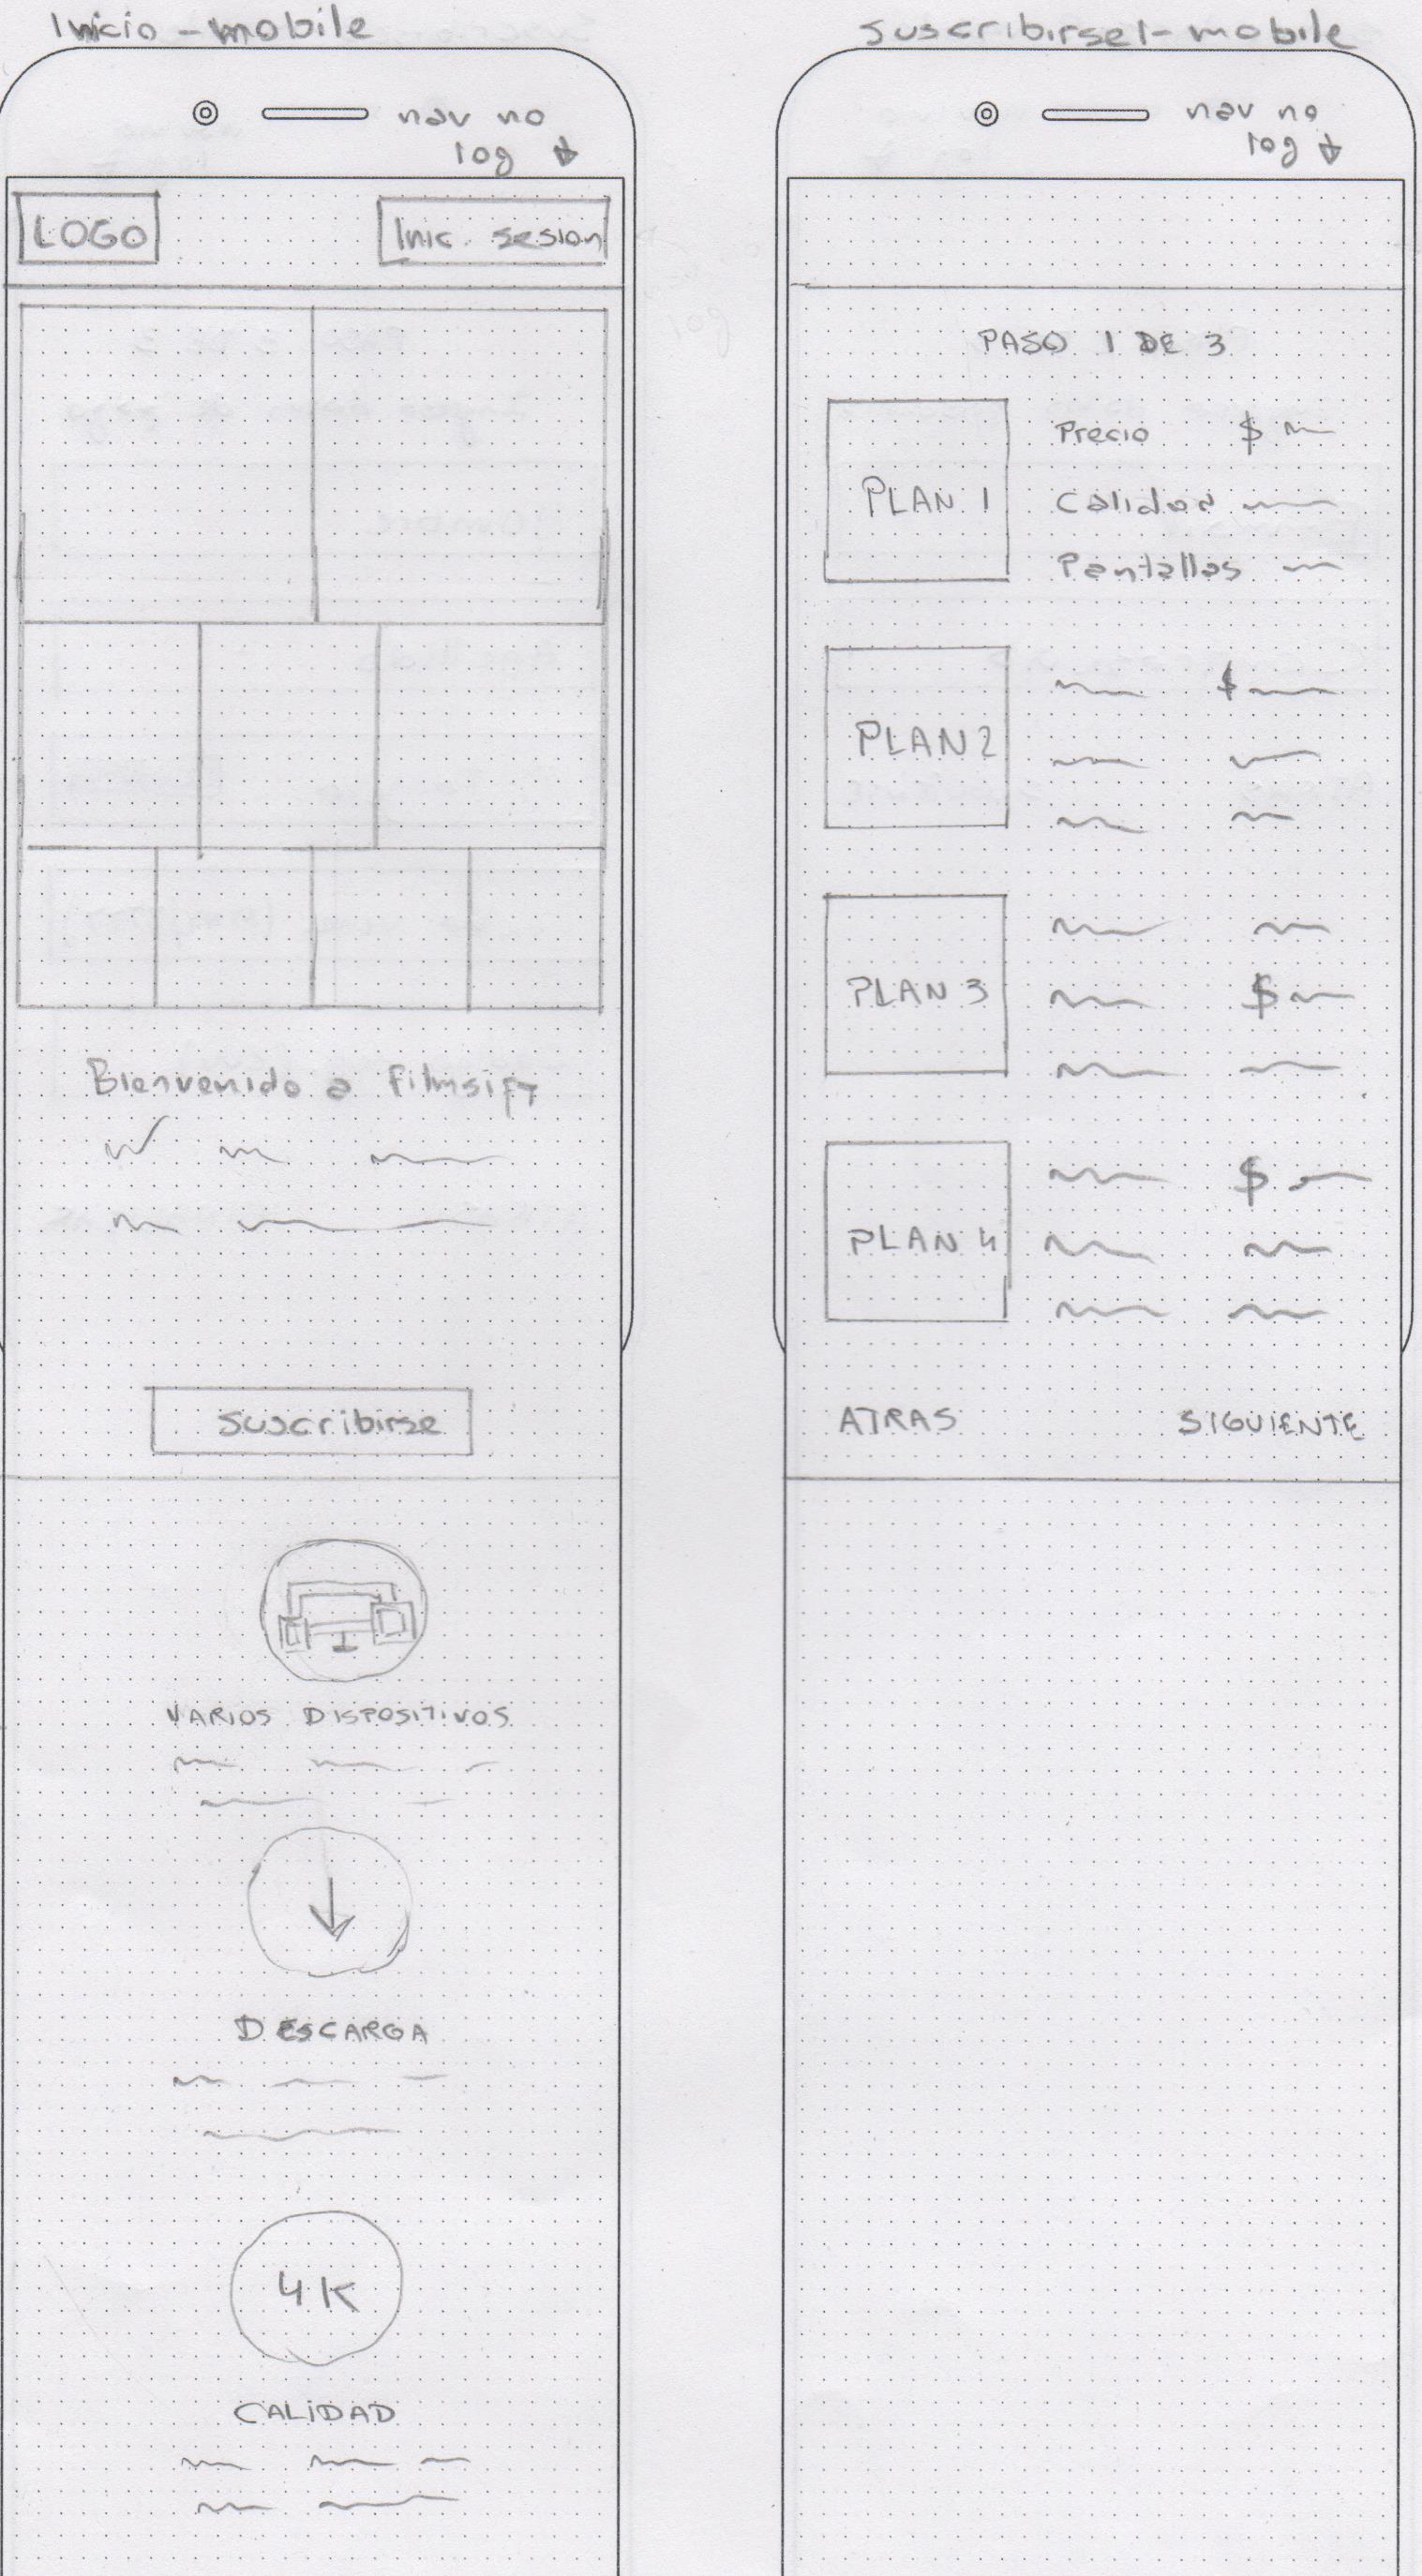 Inicio - mobile
nav no
log
LOGO
Inic. sesion
Bienvenido a filmsift
suscribirse
VARIOS DISPOSITIVOS
DESCARGA
4K
CALIDAD
suscribirse1 - mobile
nav no
log
PASO 1 DE 3
PLAN 1
Precio $
Calidad
Pantallas
PLAN 2
$
PLAN 3
$
PLAN 4
$
ATRAS
SIGUIENTE